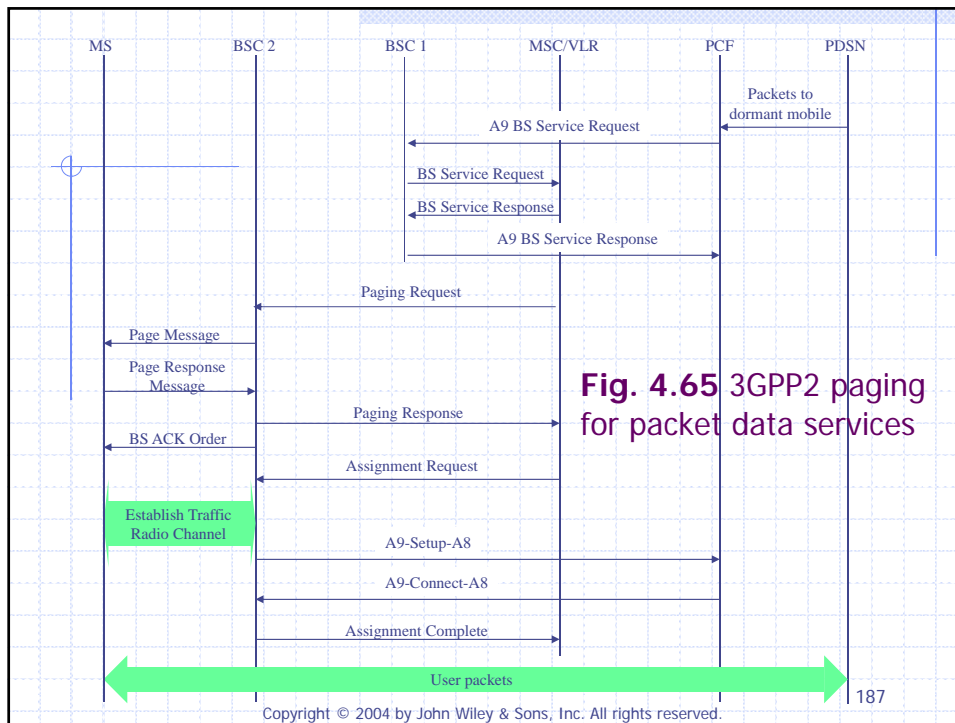 MS BSC 2 BSC 1 MSC/VLR PCF PDSN
Packets to
dormant mobile
A9 BS Service Request
BS Service Request
BS Service Response
A9 BS Service Response
Paging Request
Page Message
Page Response
Message
Fig. 4.65 3GPP2 paging
for packet data services
Paging Response
BS ACK Order
Assignment Request
Establish Traffic
Radio Channel
A9-Setup-A8
A9-Connect-A8
Assignment Complete
User packets
187
Copyright © 2004 by John Wiley & Sons, Inc. All rights reserved.